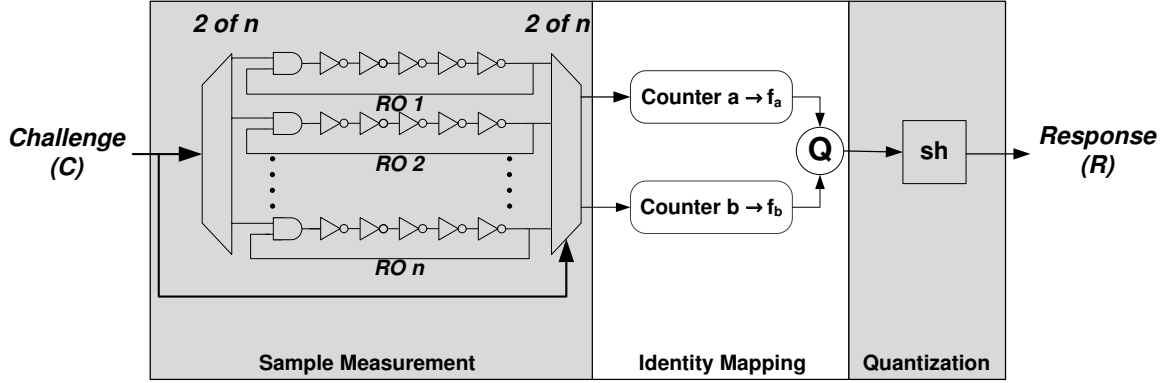 2 of n
2 of n
RO 1
RO 2
RO n
Challenge
(C)
Counter a → fa
Counter b → fb
Q
sh
Response
(R)
Sample Measurement
Identity Mapping
Quantization